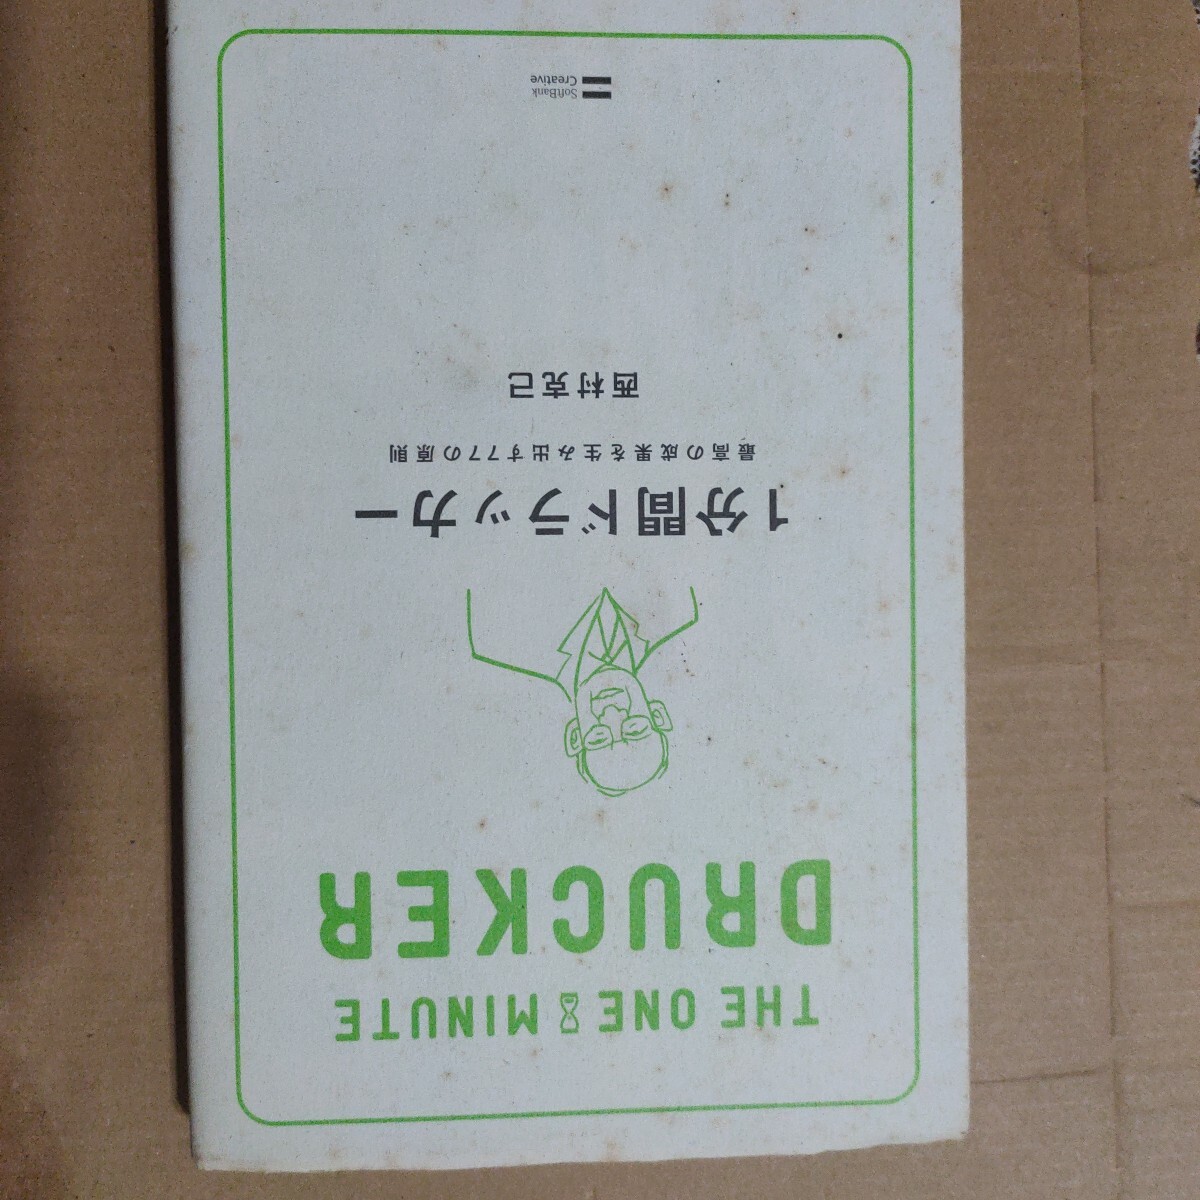 THE ONE MINUTE
DRUCKER
1分間ドラッカー
最高の成果を生み出す77の原則
西村克己
SoftBank
Creative